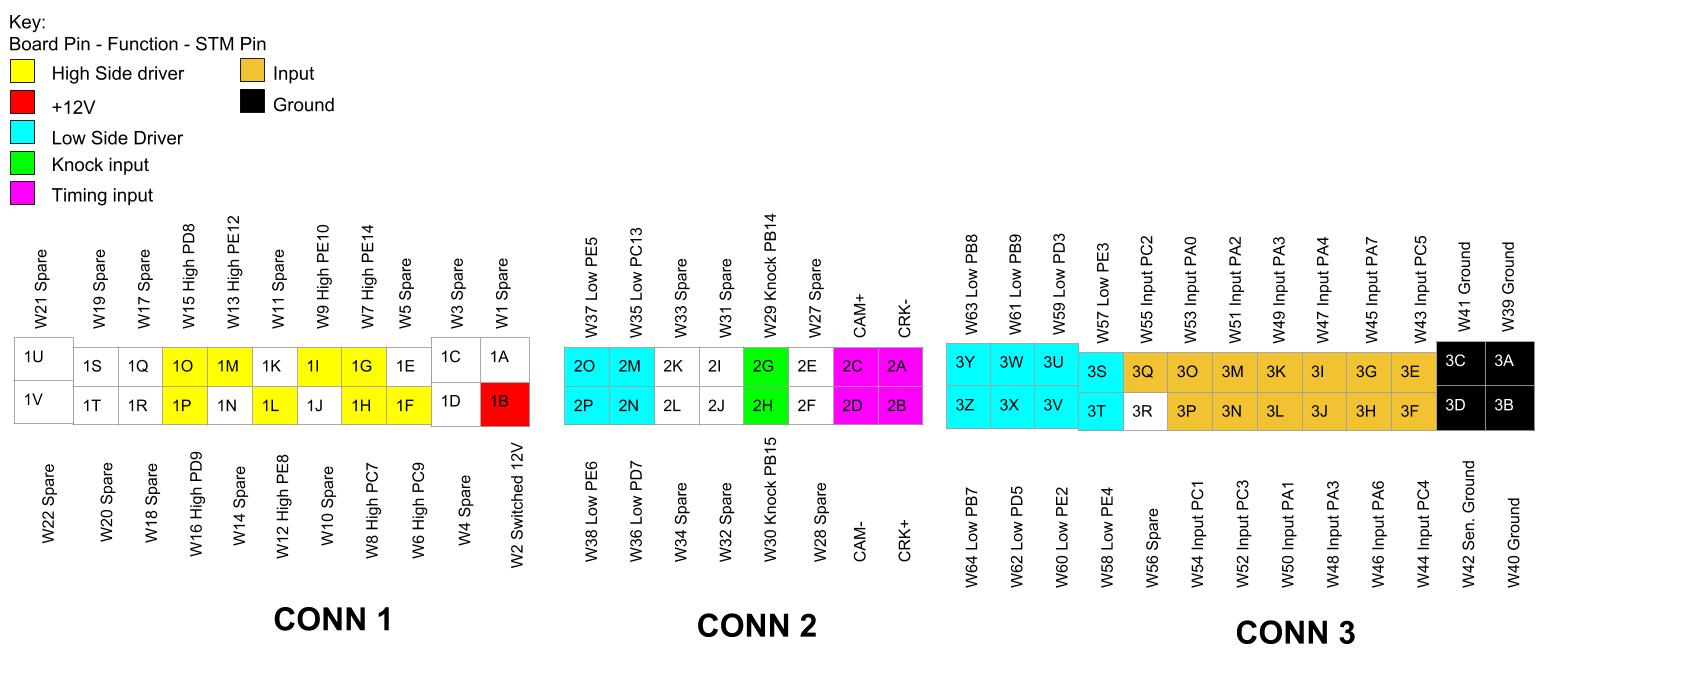 Key:
Board Pin - Function - STM Pin
High Side driver
Input
+12V
Ground
Low Side Driver
Knock input
Timing input
W21 Spare
W19 Spare
W17 Spare
W15 High PD8
W13 High PE12
W11 Spare
W9 High PE10
W7 High PE14
W5 Spare
W3 Spare
W1 Spare
1U
1S
1Q
1O
1M
1K
1I
1G
1E
1C
1A
1V
1T
1R
1P
1N
1L
1J
1H
1F
1D
1B
W22 Spare
W20 Spare
W18 Spare
W16 High PD9
W14 Spare
W12 High PE8
W10 Spare
W8 High PC7
W6 High PC9
W4 Spare
W2 Switched 12V
CONN 1
W37 Low PE5
W35 Low PC13
W33 Spare
W31 Spare
W29 Knock PB14
W27 Spare
CAM+
CRK-
2O
2M
2K
2I
2G
2E
2C
2A
2P
2N
2L
2J
2H
2F
2D
2B
W38 Low PE6
W36 Low PD7
W34 Spare
W32 Spare
W30 Knock PB15
W28 Spare
CAM-
CRK+
CONN 2
W63 Low PB8
W61 Low PB9
W59 Low PD3
W57 Low PE3
W55 Input PC2
W53 Input PA0
W51 Input PA2
W49 Input PA3
W47 Input PA4
W45 Input PA7
W43 Input PC5
W41 Ground
W39 Ground
3Y
3W
3U
3S
3Q
3O
3M
3K
3I
3G
3E
3C
3A
3Z
3X
3V
3T
3R
3P
3N
3L
3J
3H
3F
3D
3B
W64 Low PB7
W62 Low PD5
W60 Low PE2
W58 Low PE4
W56 Spare
W54 Input PC1
W52 Input PC3
W50 Input PA1
W48 Input PA3
W46 Input PA6
W44 Input PC4
W42 Sen. Ground
W40 Ground
CONN 3